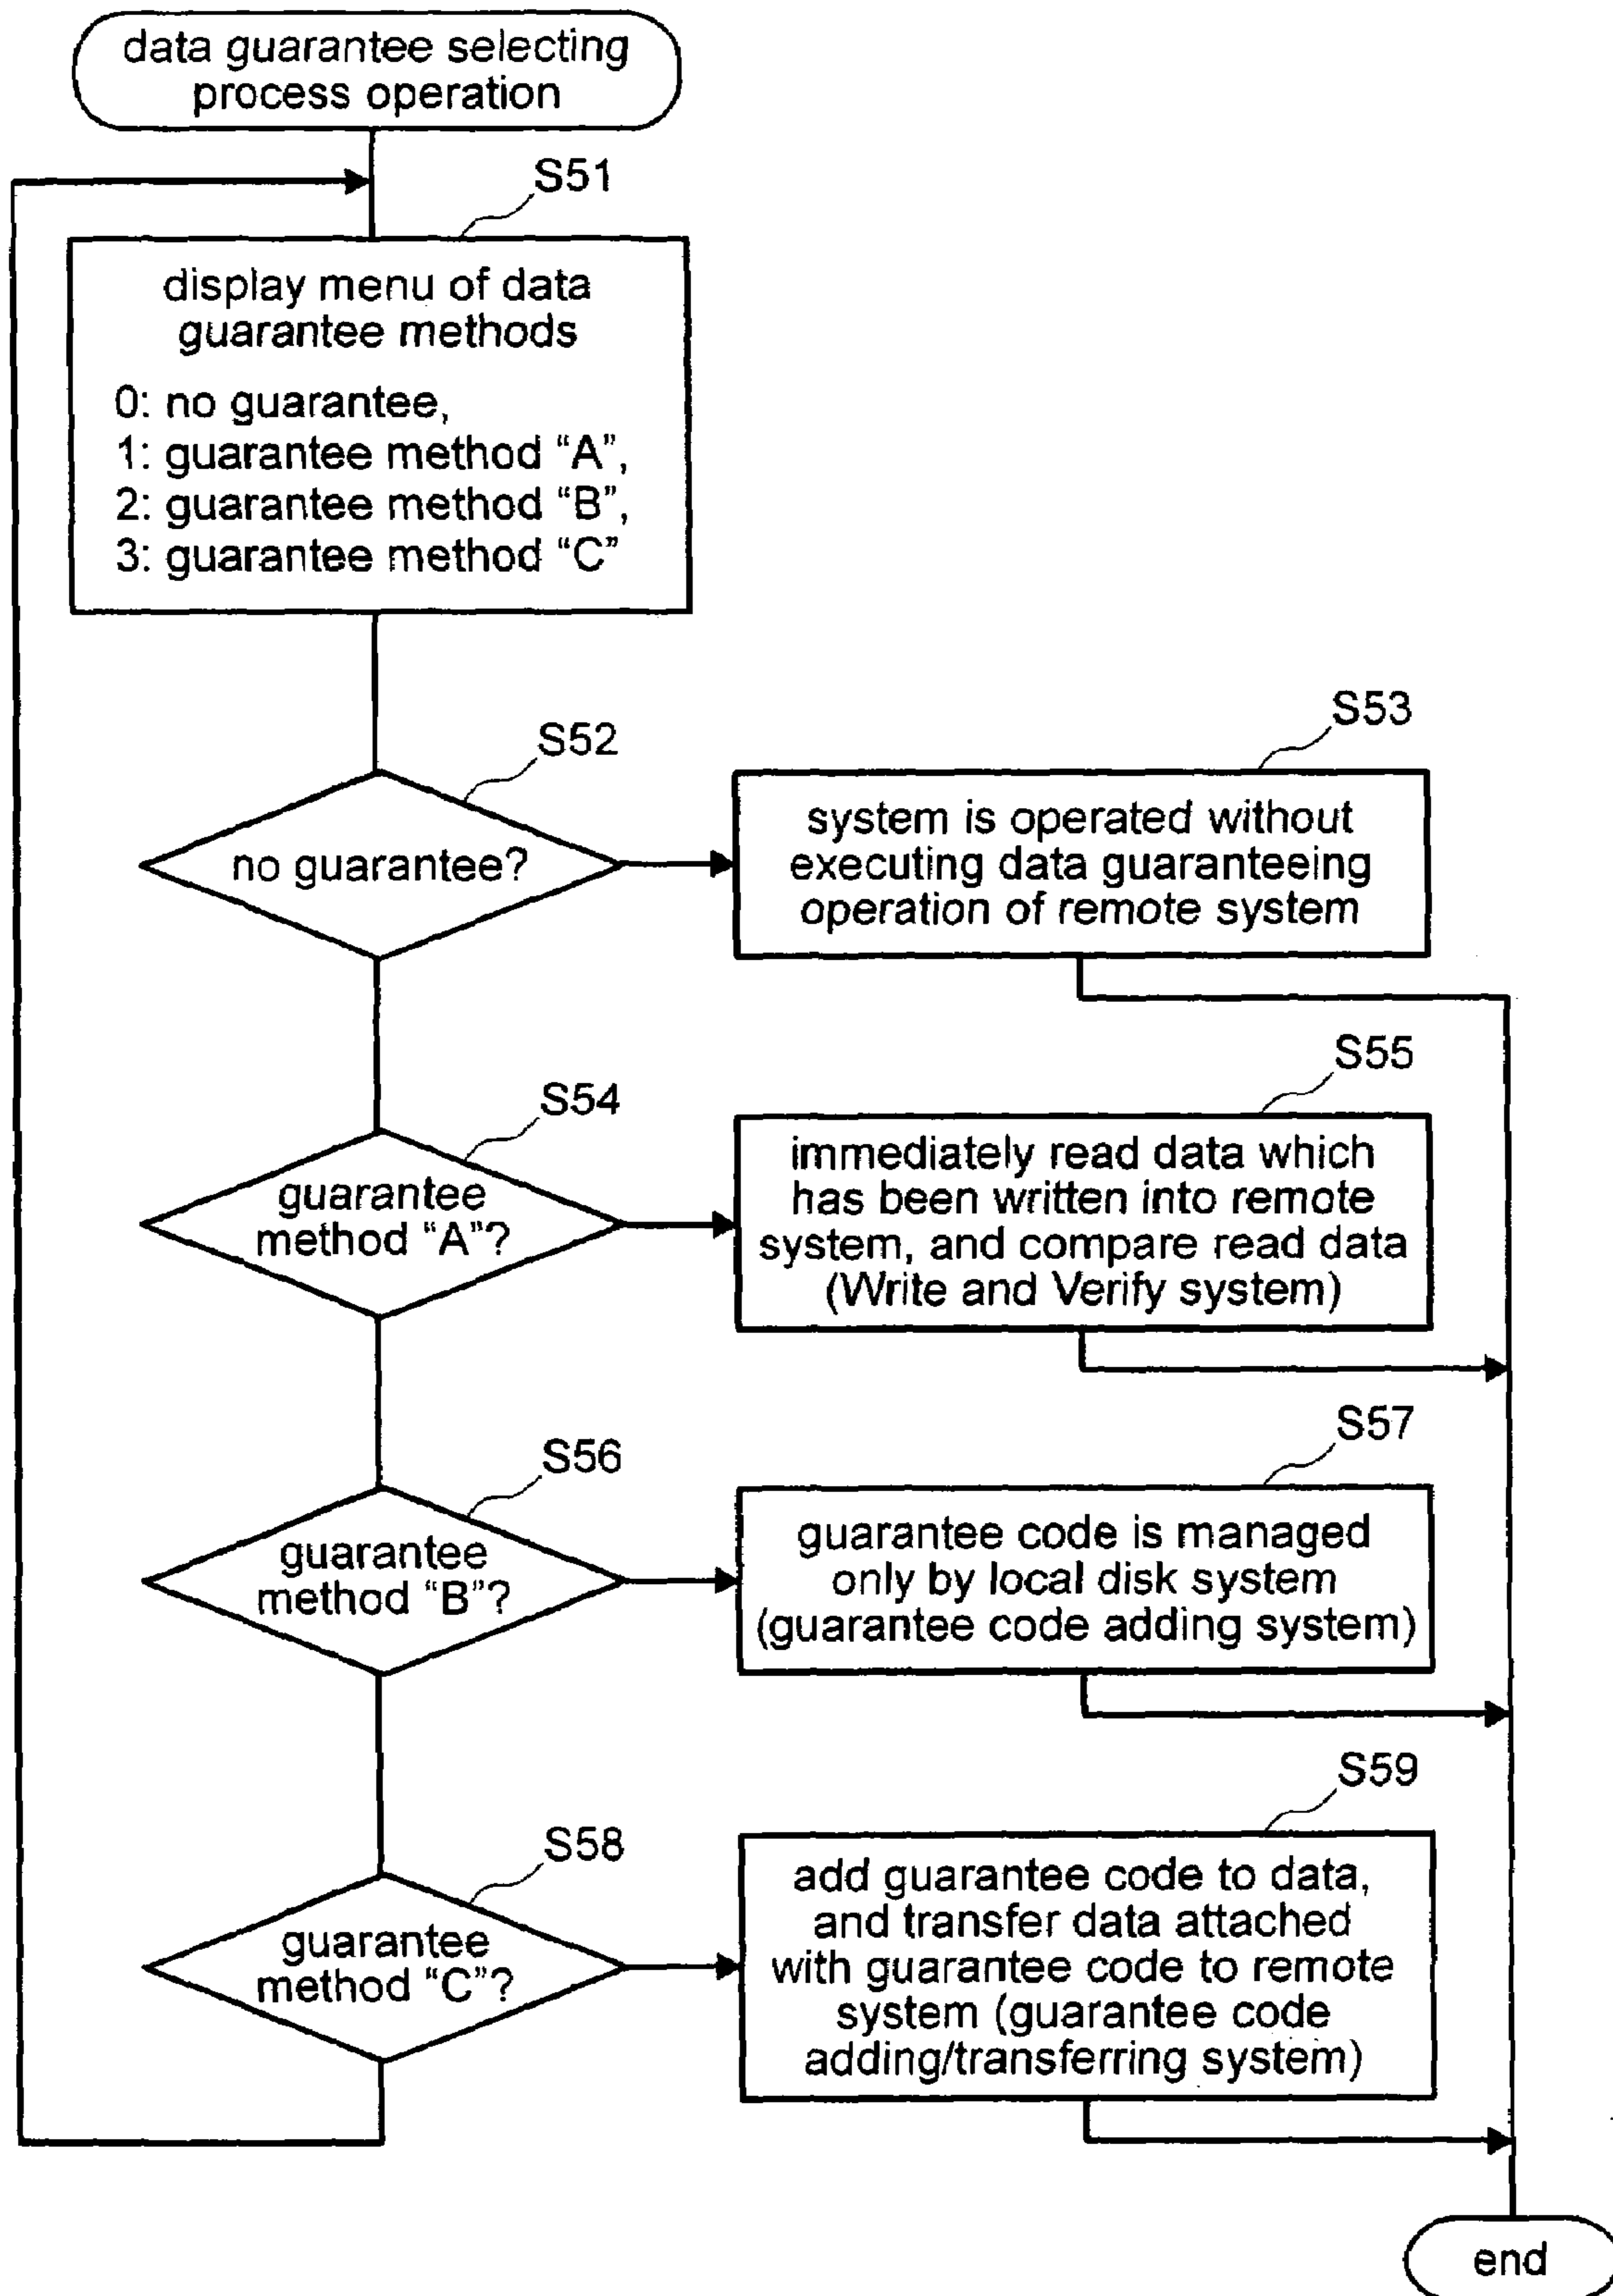 data guarantee selecting
process operation
S51
display menu of data
guarantee methods
0: no guarantee,
1: guarantee method “A”,
2: guarantee method “B”,
3: guarantee method “C”
S52
no guarantee?
S53
system is operated without
executing data guaranteeing
operation of remote system
S54
guarantee
method “A”?
S55
immediately read data which
has been written into remote
system, and compare read data
(Write and Verify system)
S56
guarantee
method “B”?
S57
guarantee code is managed
only by local disk system
(guarantee code adding system)
S58
guarantee
method “C”?
S59
add guarantee code to data,
and transfer data attached
with guarantee code to remote
system (guarantee code
adding/transferring system)
end